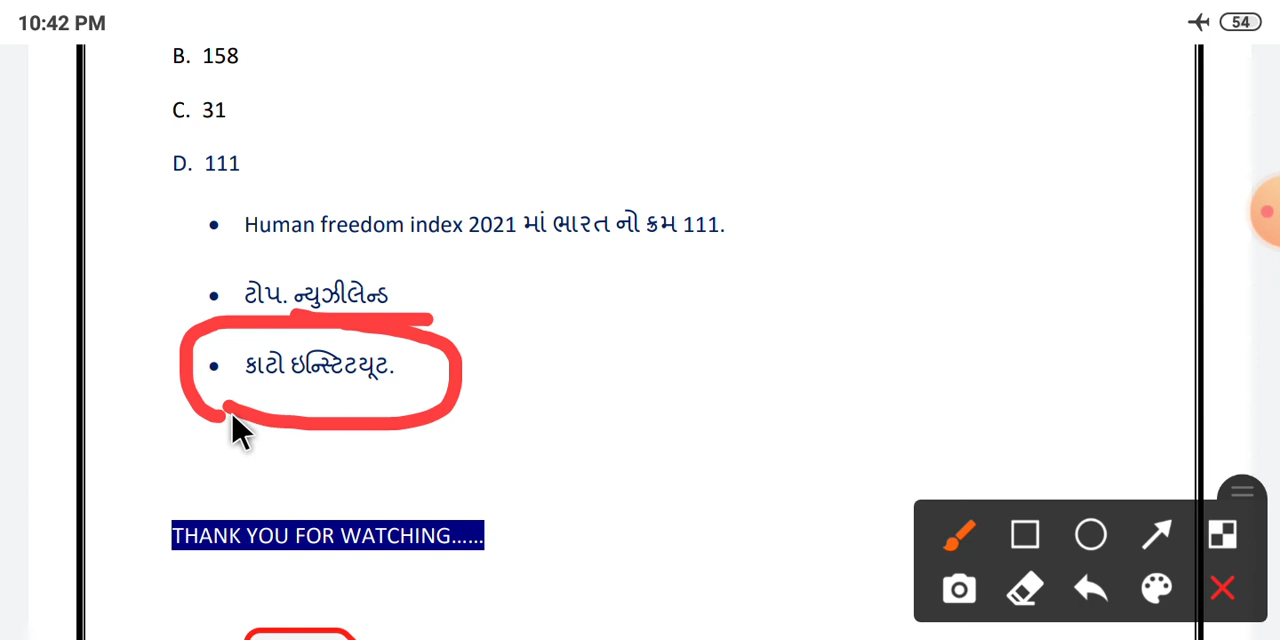 10:42 PM
54
B. 158
C. 31
D. 111
• Human freedom index 2021 માં ભારત નો ક્રમ 111.
• ટોપ. ન્યુઝીલેન્ડ
• કાટો ઇન્સ્ટિટયૂટ.
THANK YOU FOR WATCHING......